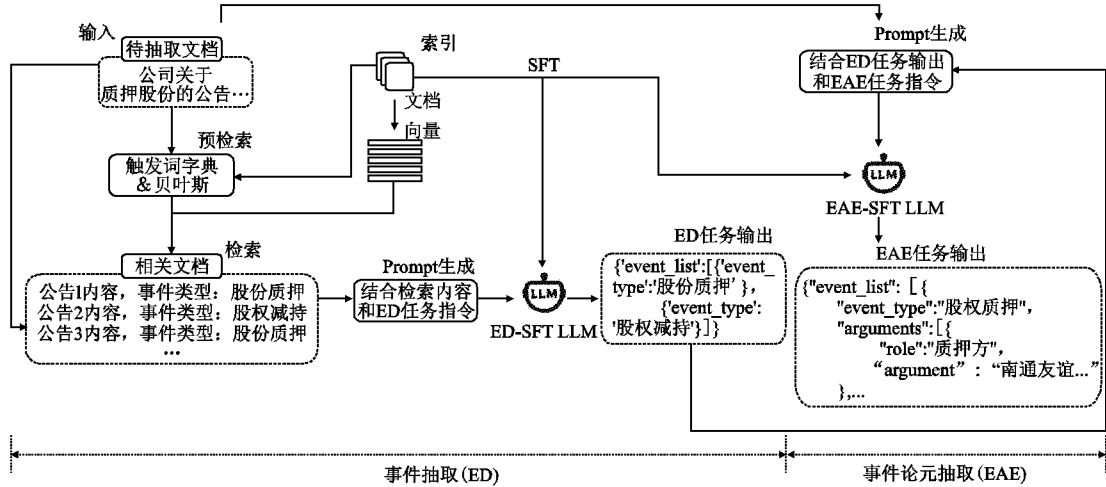 输入
待抽取文档
公司关于
质押股份的公告…
预检索
触发词字典
&贝叶斯
索引
文档
向量
SFT
检索
相关文档
公告1内容，事件类型：股份质押
公告2内容，事件类型：股权减持
公告3内容，事件类型：股份质押
…
Prompt生成
结合检索内容
和ED任务指令
LLM
ED-SFT LLM
ED任务输出
{'event_list':[{'event_
type':'股份质押'},
{'event_type':
'股权减持'}]}
Prompt生成
结合ED任务输出
和EAE任务指令
LLM
EAE-SFT LLM
EAE任务输出
{"event_list": [{
"event_type":"股权质押",
"arguments":[{
"role":"质押方",
“argument”: “南通友谊...”
},...
事件抽取(ED)
事件论元抽取(EAE)